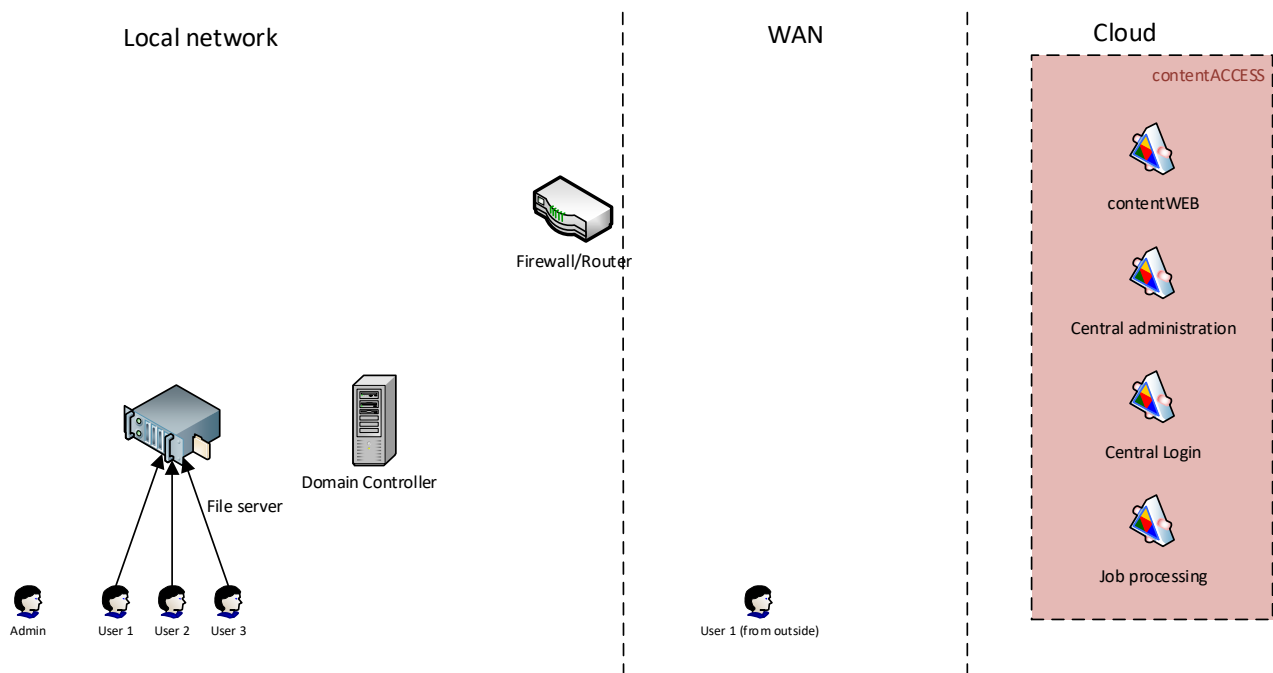 Local network
WAN
Cloud
contentACCESS
contentWEB
Firewall/Router
Central administration
Central Login
Domain Controller
File server
Job processing
Admin
User 1
User 2
User 3
User 1 (from outside)